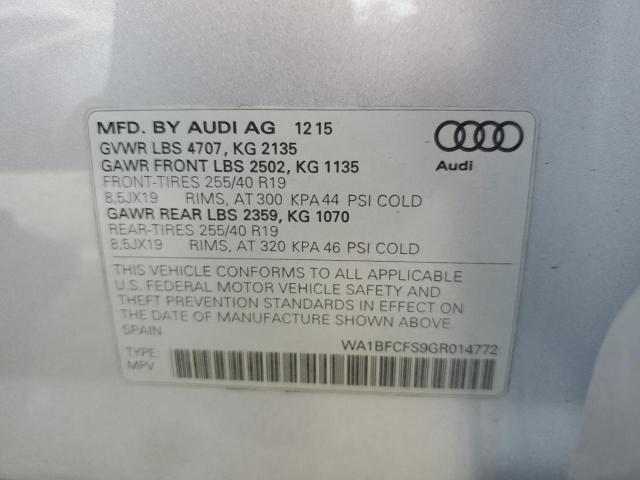 MFD. BY AUDI AG 12 15
GVWR LBS 4707, KG 2135
GAWR FRONT LBS 2502, KG 1135
FRONT-TIRES 255/40 R19
8,5JX19 RIMS, AT 300 KPA 44 PSI COLD
GAWR REAR LBS 2359, KG 1070
REAR-TIRES 255/40 R19
8,5JX19 RIMS, AT 320 KPA 46 PSI COLD
Audi
THIS VEHICLE CONFORMS TO ALL APPLICABLE
U.S. FEDERAL MOTOR VEHICLE SAFETY AND
THEFT PREVENTION STANDARDS IN EFFECT ON
THE DATE OF MANUFACTURE SHOWN ABOVE.
SPAIN
WA1BFCFS9GR014772
TYPE:
MPV